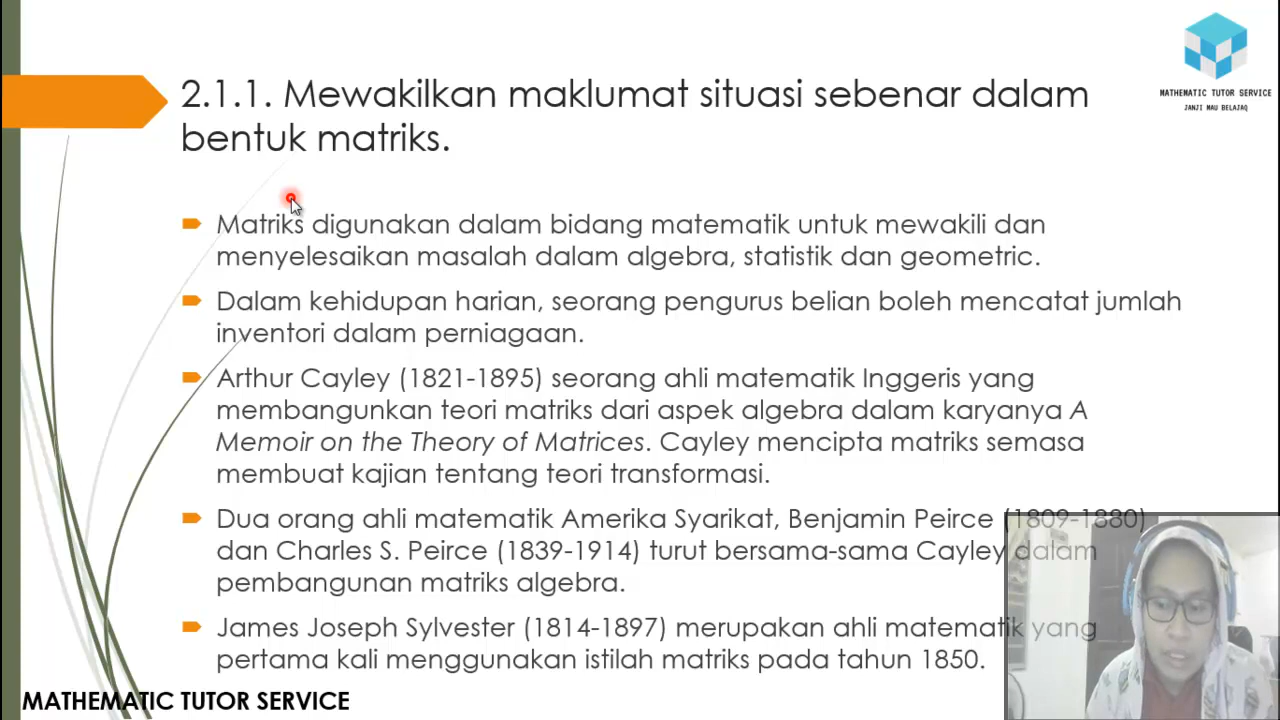 2.1.1. Mewakilkan maklumat situasi sebenar dalam
bentuk matriks.
MATHEMATIC TUTOR SERVICE
JANJI MAU BELAJAQ
Matriks digunakan dalam bidang matematik untuk mewakili dan
menyelesaikan masalah dalam algebra, statistik dan geometric.
Dalam kehidupan harian, seorang pengurus belian boleh mencatat jumlah
inventori dalam perniagaan.
Arthur Cayley (1821-1895) seorang ahli matematik Inggeris yang
membangunkan teori matriks dari aspek algebra dalam karyanya A
Memoir on the Theory of Matrices. Cayley mencipta matriks semasa
membuat kajian tentang teori transformasi.
Dua orang ahli matematik Amerika Syarikat, Benjamin Peirce (1809-1880)
dan Charles S. Peirce (1839-1914) turut bersama-sama Cayley dalam
pembangunan matriks algebra.
James Joseph Sylvester (1814-1897) merupakan ahli matematik yang
pertama kali menggunakan istilah matriks pada tahun 1850.
MATHEMATIC TUTOR SERVICE